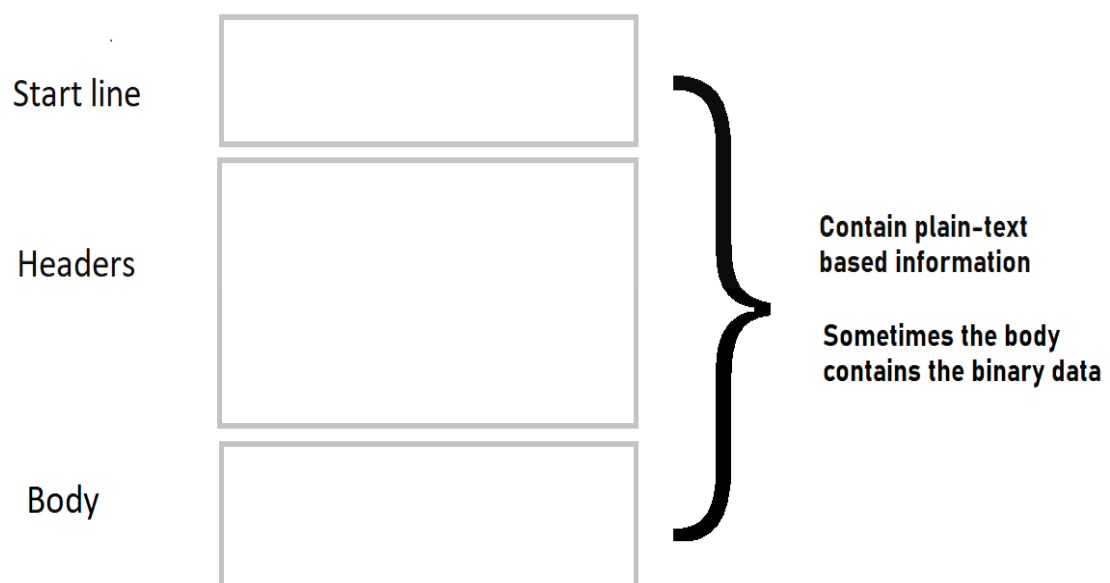 Start line
Headers
Body
Contain plain-text
based information
Sometimes the body
contains the binary data